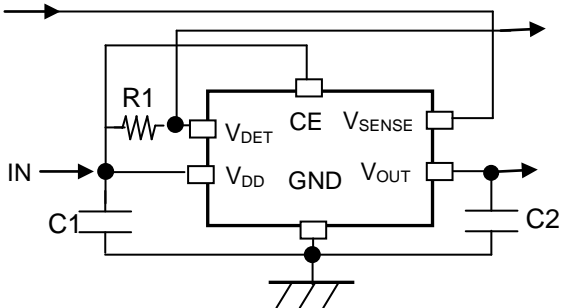 R1
CE
V_SENSE
V_DET
IN
V_DD
GND
V_OUT
C1
C2